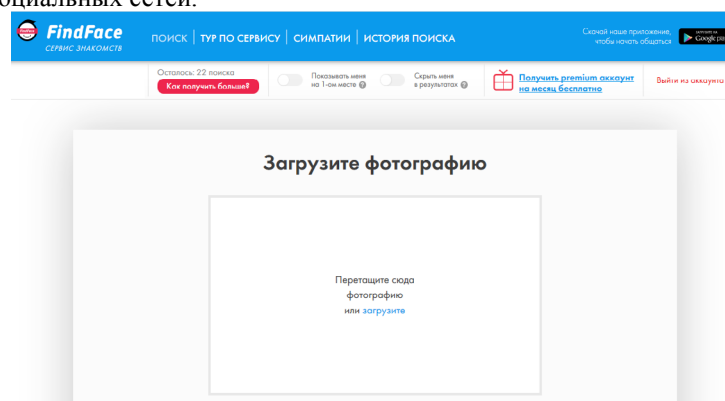 социальных сетей.
FindFace
СЕРВИС ЗНАКОМСТВ
ПОИСК | ТУР ПО СЕРВИСУ | СИМПАТИИ | ИСТОРИЯ ПОИСКА
Скачай наше приложение,
чтобы начать общаться
Google play
Осталось: 22 поиска
Как получить больше?
Показывать меня
на 1-ом месте
Скрыть меня
в результатах
Получить premium аккаунт
на месяц бесплатно
Выйти из аккаунта
Загрузите фотографию
Перетащите сюда
фотографию
или загрузите